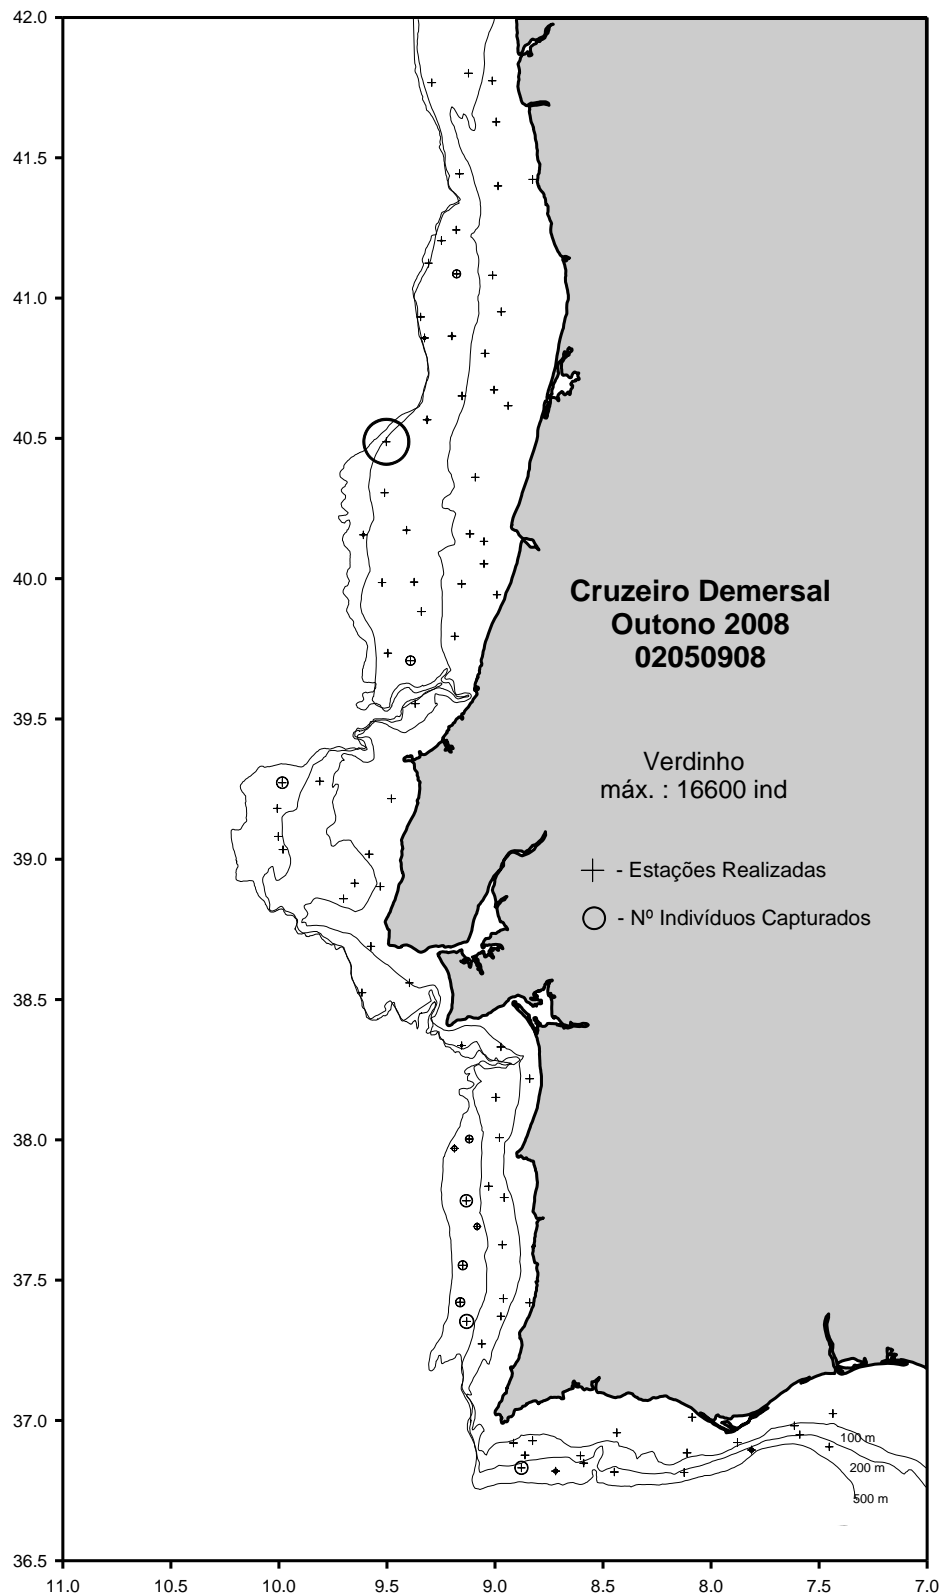 42.0
41.5
41.0
40.5
40.0
39.5
39.0
38.5
38.0
37.5
37.0
36.5
Cruzeiro Demersal
Outono 2008
02050908
Verdinho
máx. : 16600 ind
- Estações Realizadas
- Nº Indivíduos Capturados
100 m
200 m
500 m
11.0 10.5 10.0 9.5 9.0 8.5 8.0 7.5 7.0